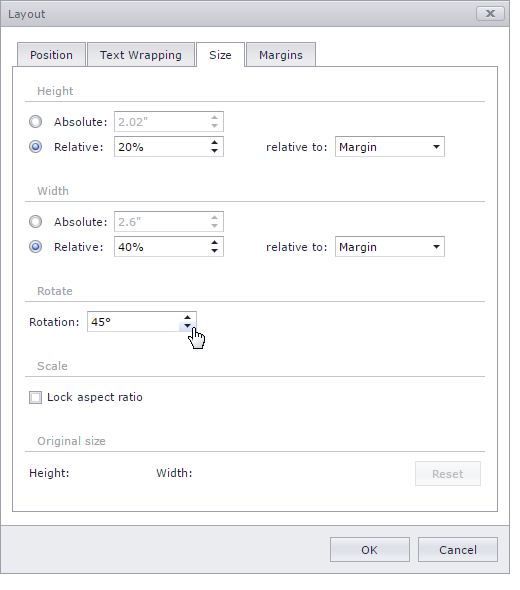 Layout
Position Text Wrapping Size Margins
Height
Absolute: 2.02"
Relative: 20% relative to: Margin
Width
Absolute: 2.6"
Relative: 40% relative to: Margin
Rotate
Rotation: 45°
Scale
Lock aspect ratio
Original size
Height: Width: Reset
OK Cancel